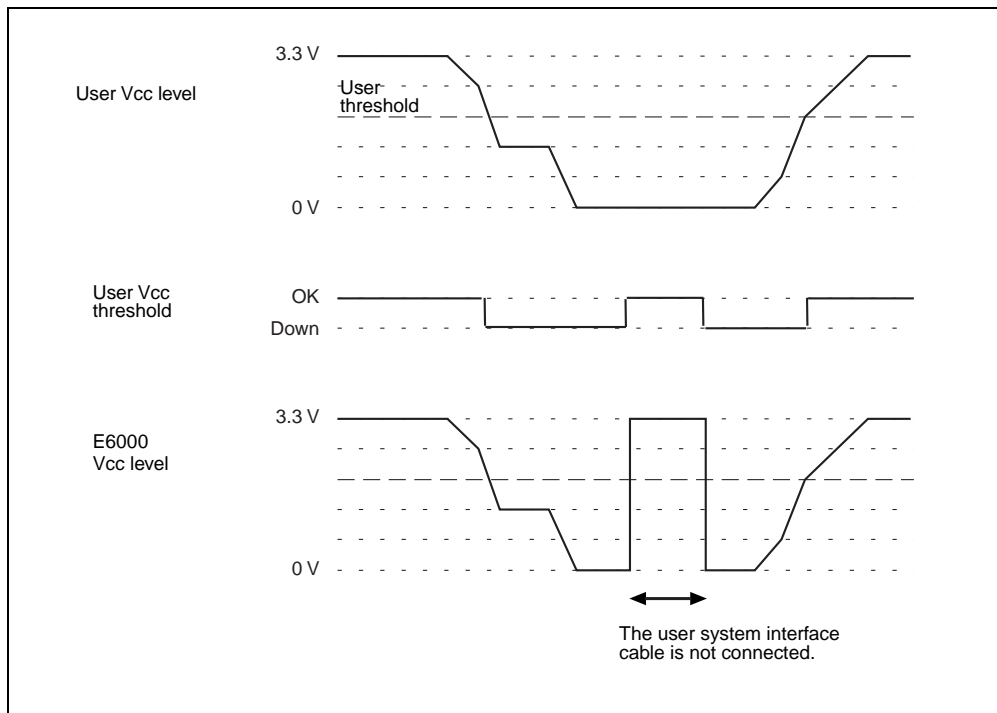 3.3 V
User Vcc level
User
threshold
0 V
User Vcc
threshold
OK
Down
3.3 V
E6000
Vcc level
0 V
The user system interface
cable is not connected.